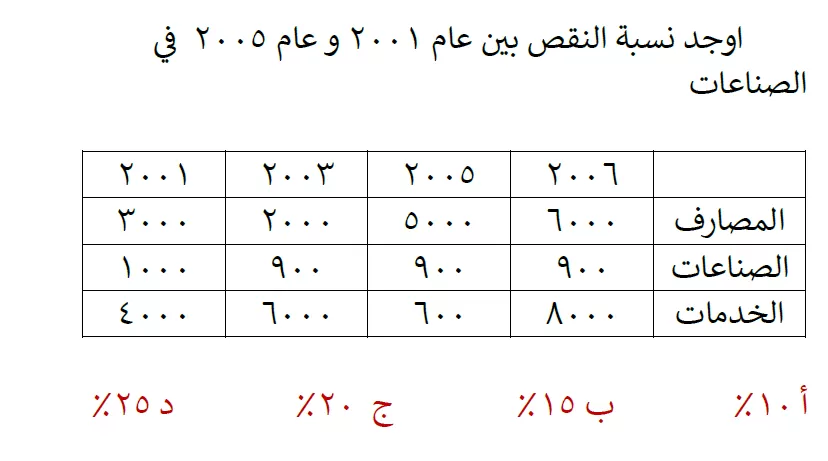 اوجد نسبة النقص بين عام ٢٠٠١ و عام ٢٠٠٥ في
الصناعات
٢٠٠٦ ٢٠٠٥ ٢٠٠٣ ٢٠٠١
المصارف ٦٠٠٠ ٥٠٠٠ ٢٠٠٠ ٣٠٠٠
الصناعات ٩٠٠ ٩٠٠ ٩٠٠ ١٠٠٠
الخدمات ٨٠٠٠ ٦٠٠ ٦٠٠٠ ٤٠٠٠
أ ١٠٪ ب ١٥٪ ج ٢٠٪ د ٢٥٪